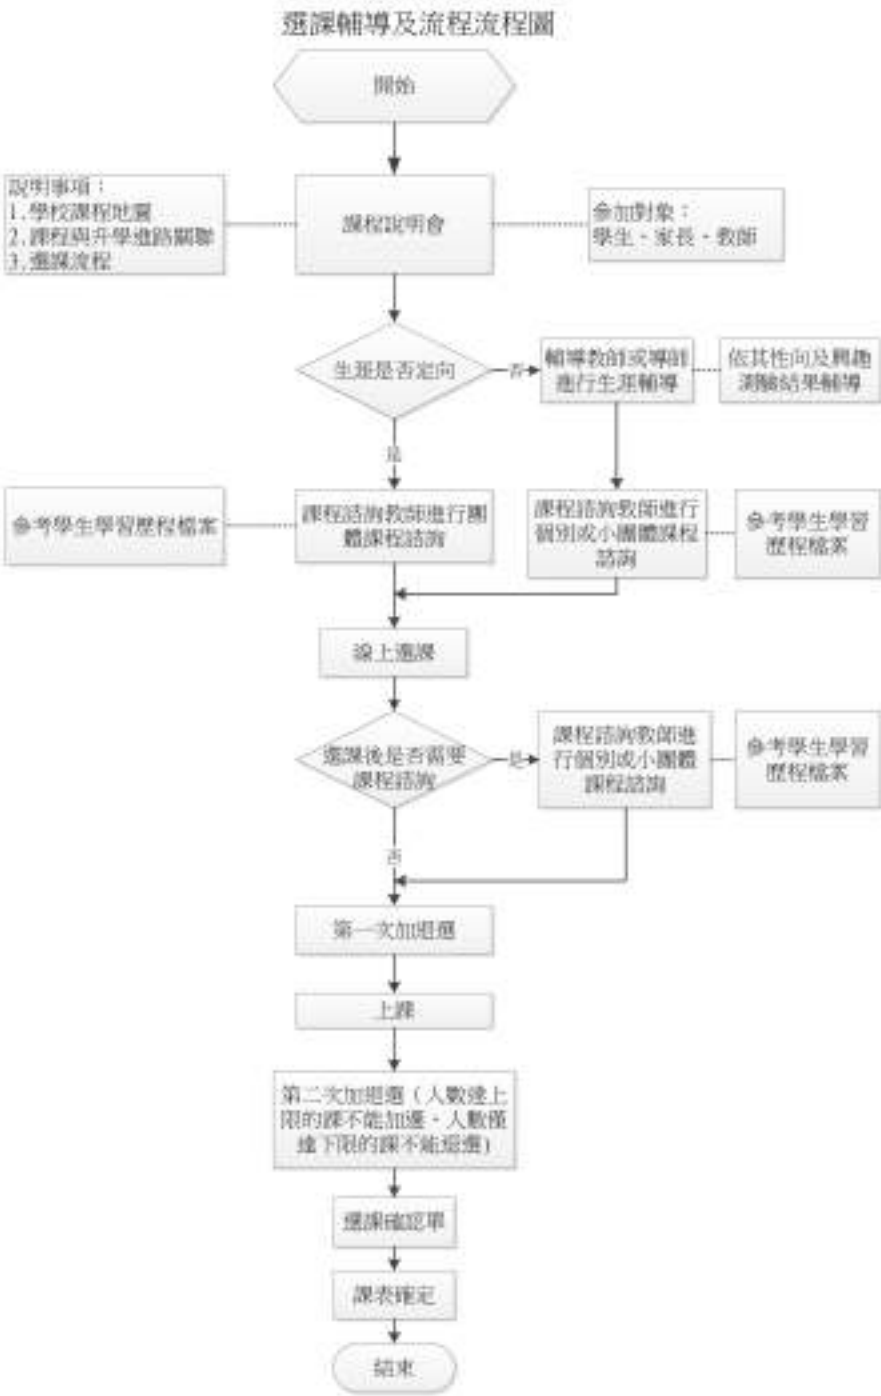 選課輔導及流程流程圖
開始
說明事項：
1.學校課程地圖
2.課程與升學進路關聯
3.選課流程
課程說明會
參加對象：
學生、家長、教師
生涯是否定向
否
輔導教師或導師
進行生涯輔導
依其性向及興趣
測驗結果輔導
是
參考學生學習歷程檔案
課程諮詢教師進行團
體課程諮詢
課程諮詢教師進行
個別或小團體課程
諮詢
參考學生學習
歷程檔案
線上選課
選課後是否需要
課程諮詢
是
課程諮詢教師進
行個別或小團體
課程諮詢
參考學生學習
歷程檔案
否
第一次加退選
上課
第二次加退選（人數達上
限的課不能加選、人數僅
達下限的課不能退選)
選課確認單
課表確定
結束